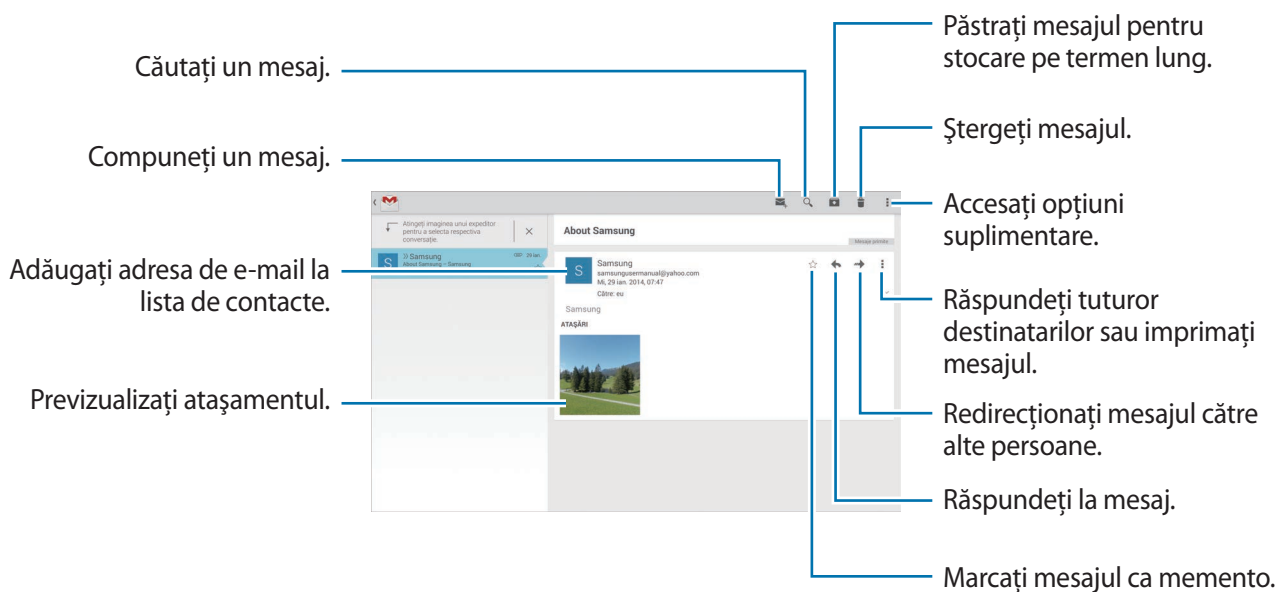 Căutați un mesaj.
Compuneți un mesaj.
Adăugați adresa de e-mail la
lista de contacte.
Previzualizați ataşamentul.
Atingeți imaginea unui expeditor
pentru a selecta respectiva
conversație.
S
Samsung
29 ian.
About Samsung – Samsung
About Samsung
Mesaje primite
S
Samsung
samsungusermanual@yahoo.com
Mi, 29 ian. 2014, 07:47
Către: eu
Samsung
ATAŞĂRI
Păstrați mesajul pentru
stocare pe termen lung.
Ştergeți mesajul.
Accesați opțiuni
suplimentare.
Răspundeți tuturor
destinatarilor sau imprimați
mesajul.
Redirecționați mesajul către
alte persoane.
Răspundeți la mesaj.
Marcați mesajul ca memento.